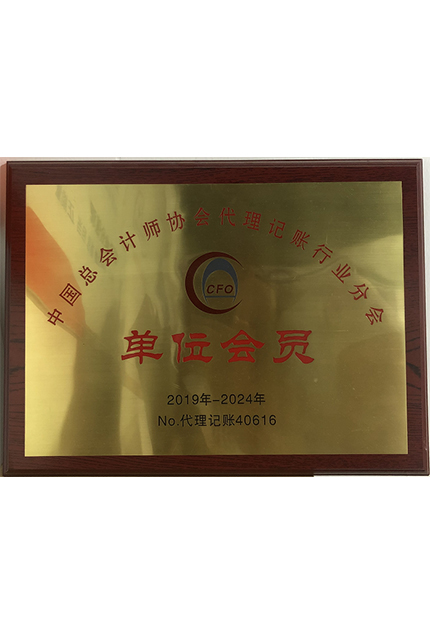 中国总会计师协会代理记账行业分会
CFO
单位会员
2019年-2024年
No.代理记账40616